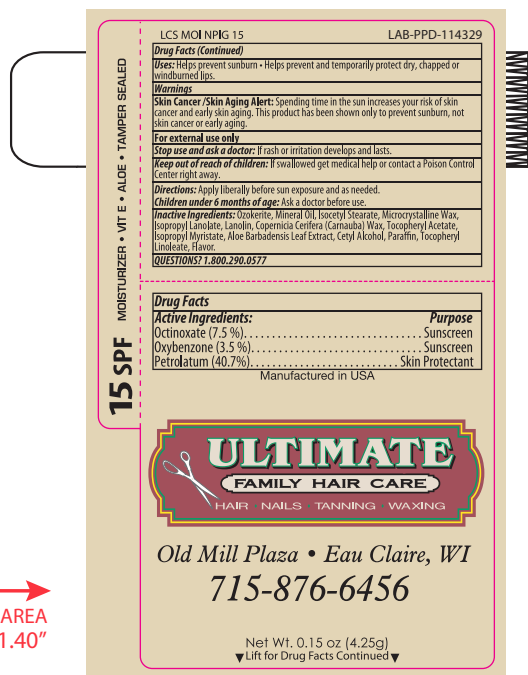 LCS MOI NPIG 15 LAB-PPD-114329
Drug Facts (Continued)
Uses: Helps prevent sunburn • Helps prevent and temporarily protect dry, chapped or
windburned lips.
Warnings
Skin Cancer /Skin Aging Alert: Spending time in the sun increases your risk of skin
cancer and early skin aging. This product has been shown only to prevent sunburn, not
skin cancer or early aging.
For external use only
Stop use and ask a doctor: If rash or irritation develops and lasts.
Keep out of reach of children: If swallowed get medical help or contact a Poison Control
Center right away.
Directions: Apply liberally before sun exposure and as needed.
Children under 6 months of age: Ask a doctor before use.
Inactive Ingredients: Ozokerite, Mineral Oil, Isocetyl Stearate, Microcrystalline Wax,
Isopropyl Lanolate, Lanolin, Copernicia Cerifera (Carnauba) Wax, Tocopheryl Acetate,
Isopropyl Myristate, Aloe Barbadensis Leaf Extract, Cetyl Alcohol, Paraffin, Tocopheryl
Linoleate, Flavor.
QUESTIONS? 1.800.290.0577
15 SPF MOISTURIZER • VIT E • ALOE • TAMPER SEALED
Drug Facts
Active Ingredients: Purpose
Octinoxate (7.5 %)..............................Sunscreen
Oxybenzone (3.5 %)............................Sunscreen
Petrolatum (40.7%)........................Skin Protectant
Manufactured in USA
ULTIMATE
FAMILY HAIR CARE
HAIR NAILS TANNING WAXING
Old Mill Plaza • Eau Claire, WI
715-876-6456
AREA
1.40"
Net Wt. 0.15 oz (4.25g)
▼Lift for Drug Facts Continued▼